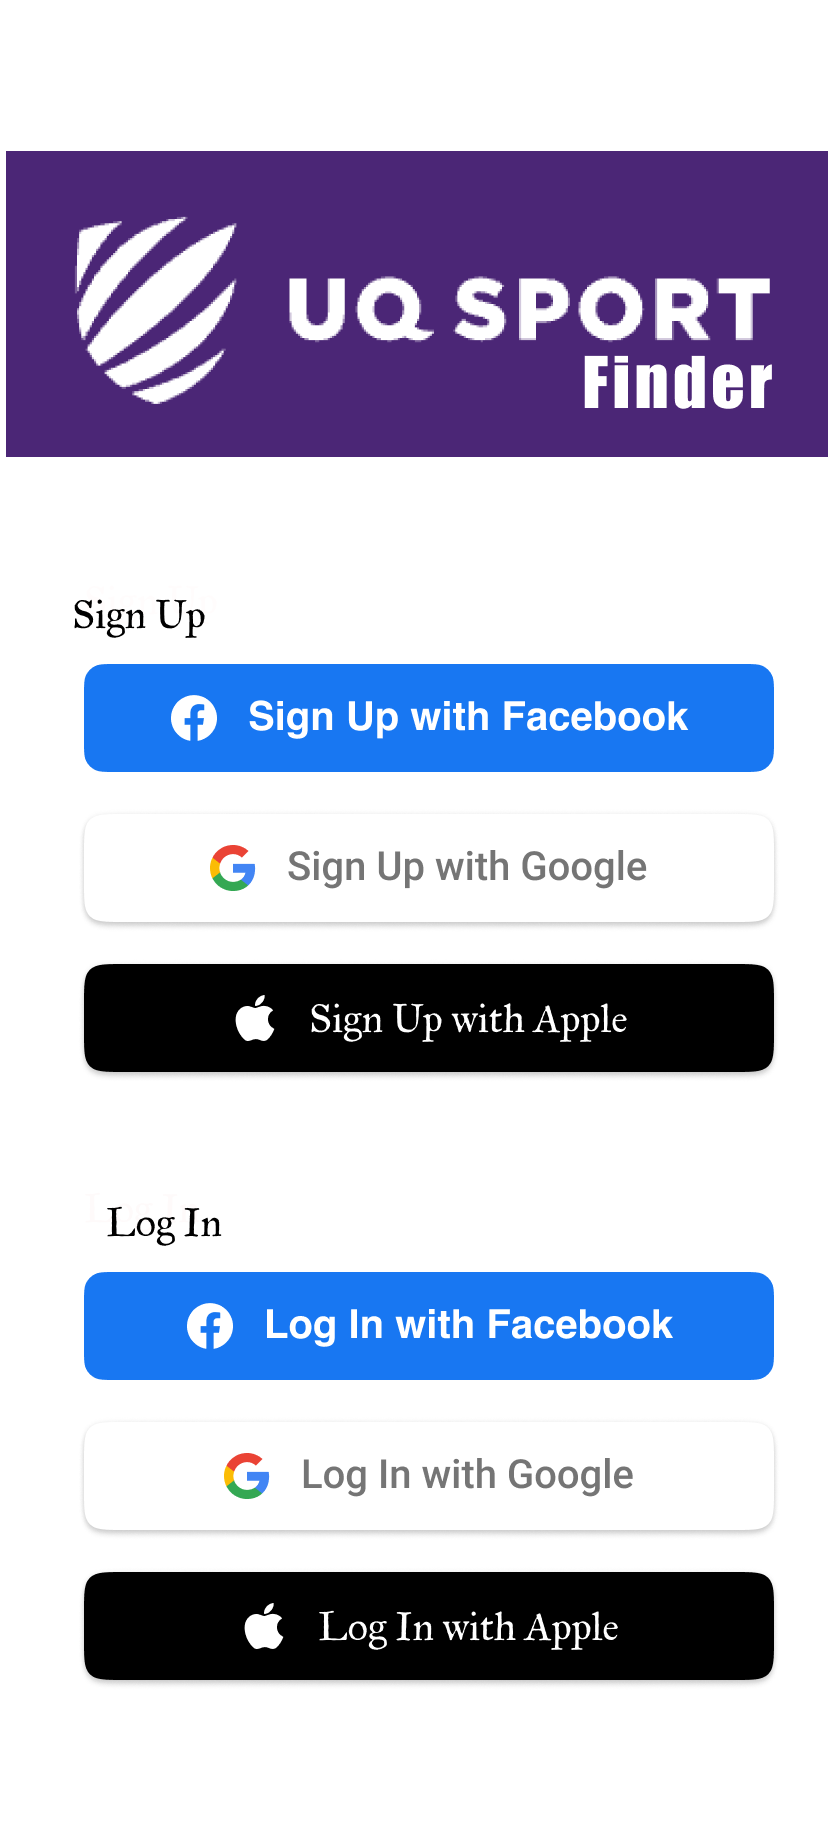 UQ SPORT
Finder
Sign Up
Sign Up with Facebook
Sign Up with Google
Sign Up with Apple
Log In
Log In with Facebook
Log In with Google
Log In with Apple